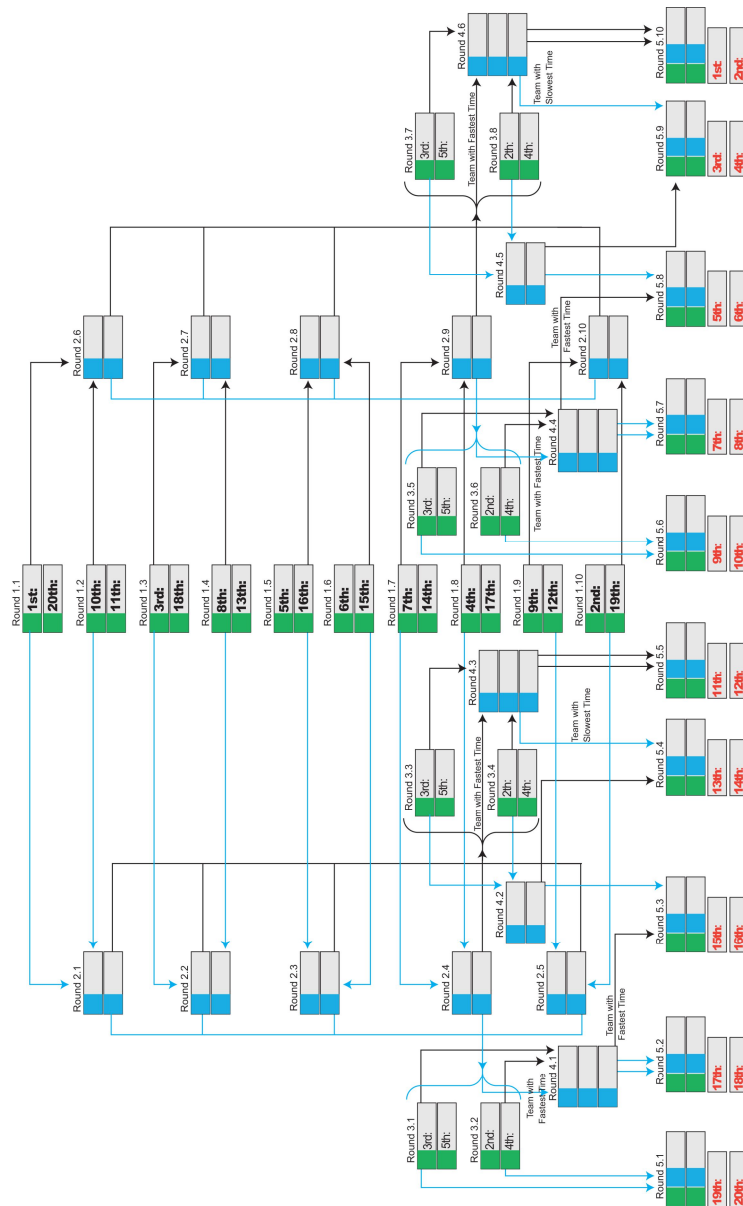 Round 1.1
1st:
20th:
Round 1.2
10th:
11th:
Round 1.3
3rd:
18th:
Round 1.4
8th:
13th:
Round 1.5
5th:
16th:
Round 1.6
6th:
15th:
Round 1.7
7th:
14th:
Round 1.8
4th:
17th:
Round 1.9
9th:
12th:
Round 1.10
2nd:
19th:
Round 2.1
Round 2.2
Round 2.3
Round 2.4
Round 2.5
Round 2.6
Round 2.7
Round 2.8
Round 2.9
Round 2.10
Round 3.1
3rd:
5th:
Round 3.2
2nd:
4th:
Round 3.3
3rd:
5th:
Round 3.4
2th:
4th:
Round 3.5
3rd:
5th:
Round 3.6
2nd:
4th:
Round 3.7
3rd:
5th:
Round 3.8
2th:
4th:
Team with
Fastest Time
Round 4.1
Team with
Fastest Time
Round 4.2
Team with Fastest Time
Round 4.3
Team with
Slowest Time
Team with Fastest Time
Round 4.4
Team with
Fastest Time
Round 4.5
Team with Fastest Time
Round 4.6
Team with
Slowest Time
Round 5.1
19th:
20th:
Round 5.2
17th:
18th:
Round 5.3
15th:
16th:
Round 5.4
13th:
14th:
Round 5.5
11th:
12th:
Round 5.6
9th:
10th:
Round 5.7
7th:
8th:
Round 5.8
5th:
6th:
Round 5.9
3rd:
4th:
Round 5.10
1st:
2nd: